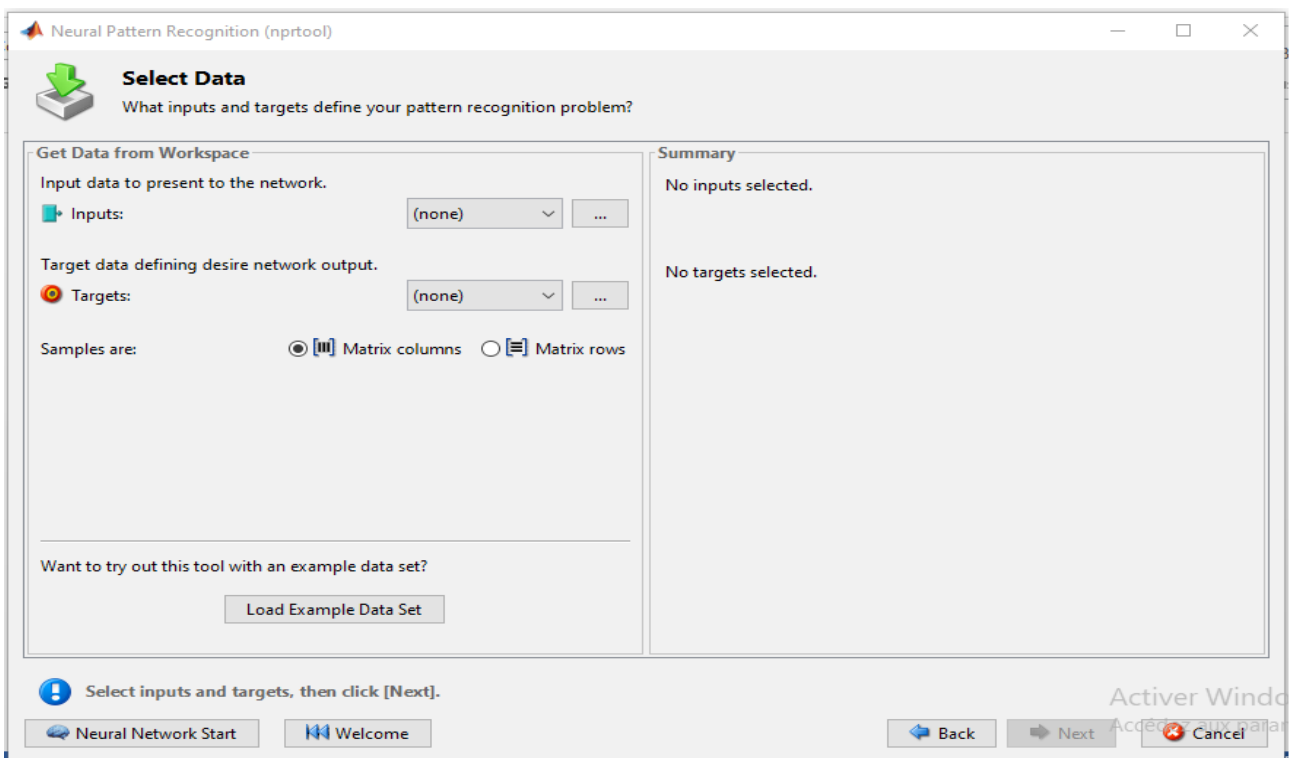 Neural Pattern Recognition (nprtool)
Select Data
What inputs and targets define your pattern recognition problem?
Get Data from Workspace
Input data to present to the network.
Inputs: (none) ...
Target data defining desire network output.
Targets: (none) ...
Samples are: Matrix columns Matrix rows
Want to try out this tool with an example data set?
Load Example Data Set
Summary
No inputs selected.
No targets selected.
Select inputs and targets, then click [Next].
Activer Windo
Neural Network Start Welcome Back Next Cancel